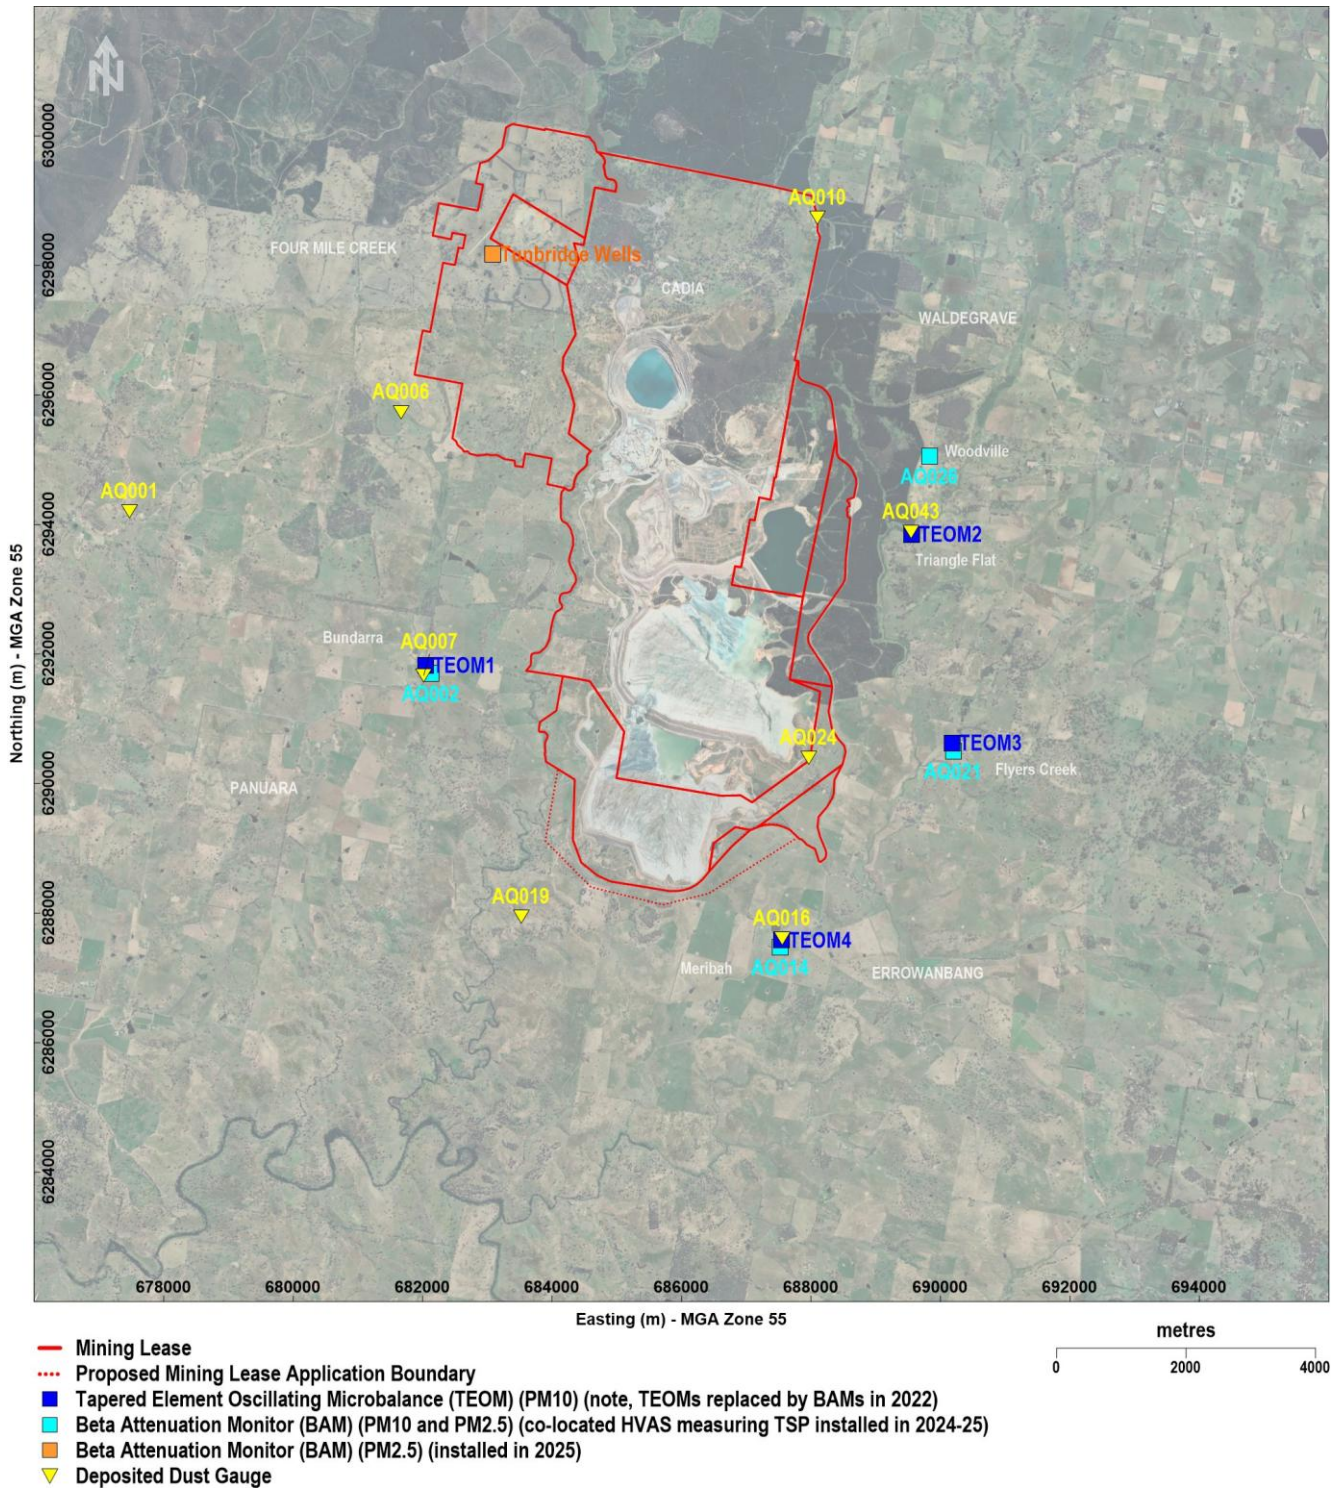 N
AQ010
FOUR MILE CREEK
Tunbridge Wells
CADIA
WALDEGRAVE
AQ006
Woodville
AQ026
AQ001
AQ043
TEOM2
Triangle Flat
Bundarra
AQ007
TEOM1
AQ002
AQ024
TEOM3
AQ021
Flyers Creek
PANUARA
AQ019
AQ016
TEOM4
AQ014
Meribah
ERROWANBANG
6300000
6298000
6296000
6294000
6292000
6290000
6288000
6286000
6284000
Northing (m) - MGA Zone 55
678000 680000 682000 684000 686000 688000 690000 692000 694000
Easting (m) - MGA Zone 55
metres
0 2000 4000
Mining Lease
Proposed Mining Lease Application Boundary
Tapered Element Oscillating Microbalance (TEOM) (PM10) (note, TEOMs replaced by BAMs in 2022)
Beta Attenuation Monitor (BAM) (PM10 and PM2.5) (co-located HVAS measuring TSP installed in 2024-25)
Beta Attenuation Monitor (BAM) (PM2.5) (installed in 2025)
Deposited Dust Gauge